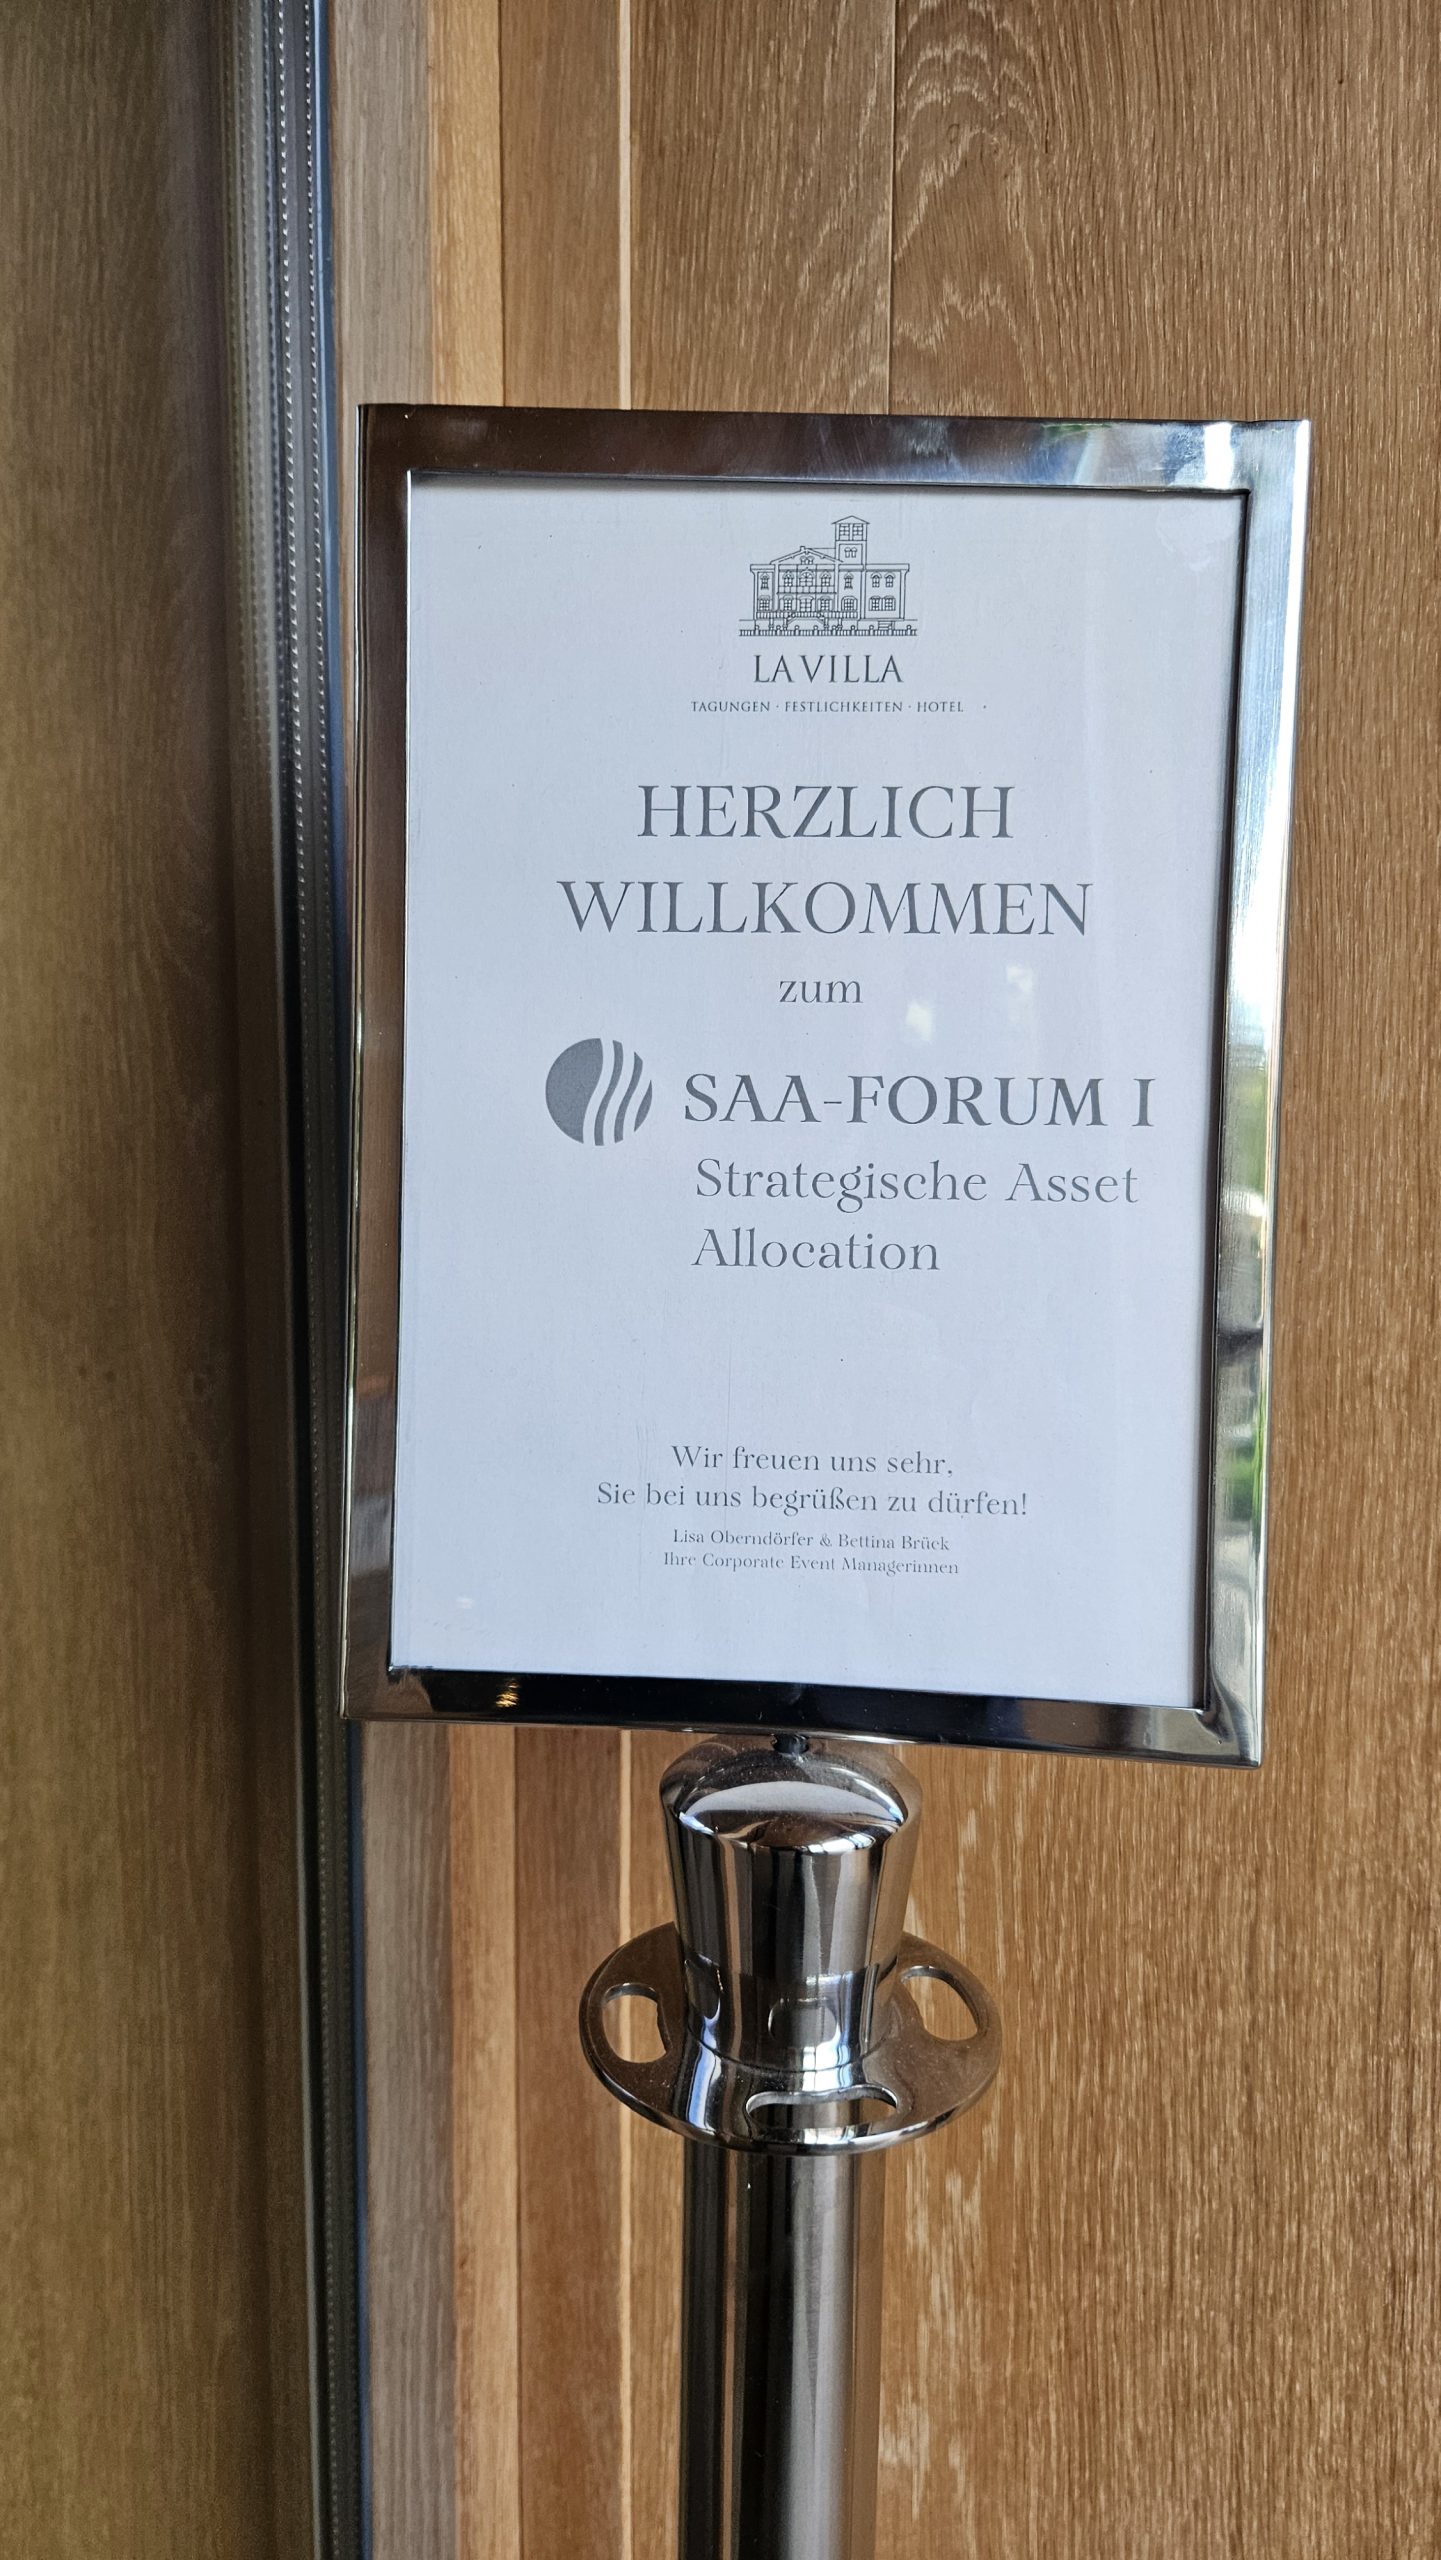 LA VILLA
TAGUNGEN · FESTLICHKEITEN · HOTEL ·
HERZLICH
WILLKOMMEN
zum
SAA-FORUM I
Strategische Asset
Allocation
Wir freuen uns sehr,
Sie bei uns begrüßen zu dürfen!
Lisa Oberndörfer & Bettina Brück
Ihre Corporate Event Managerinnen